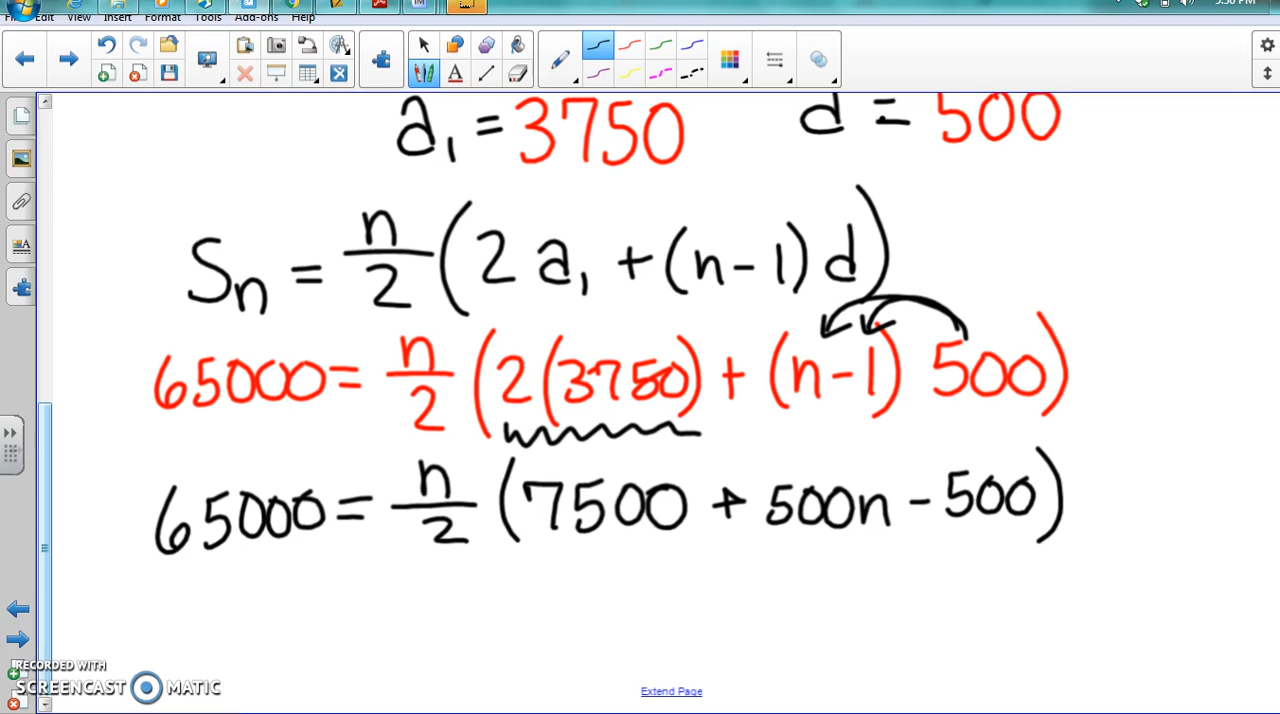 File Edit View Insert Format Tools Add-ons Help
a₁ = 3750 d = 500
Sₙ = n/2 (2a₁ + (n-1)d)
65000 = n/2 (2(3750) + (n-1) 500)
65000 = n/2 (7500 + 500n - 500)
RECORDED WITH
SCREENCAST MATIC
Extend Page